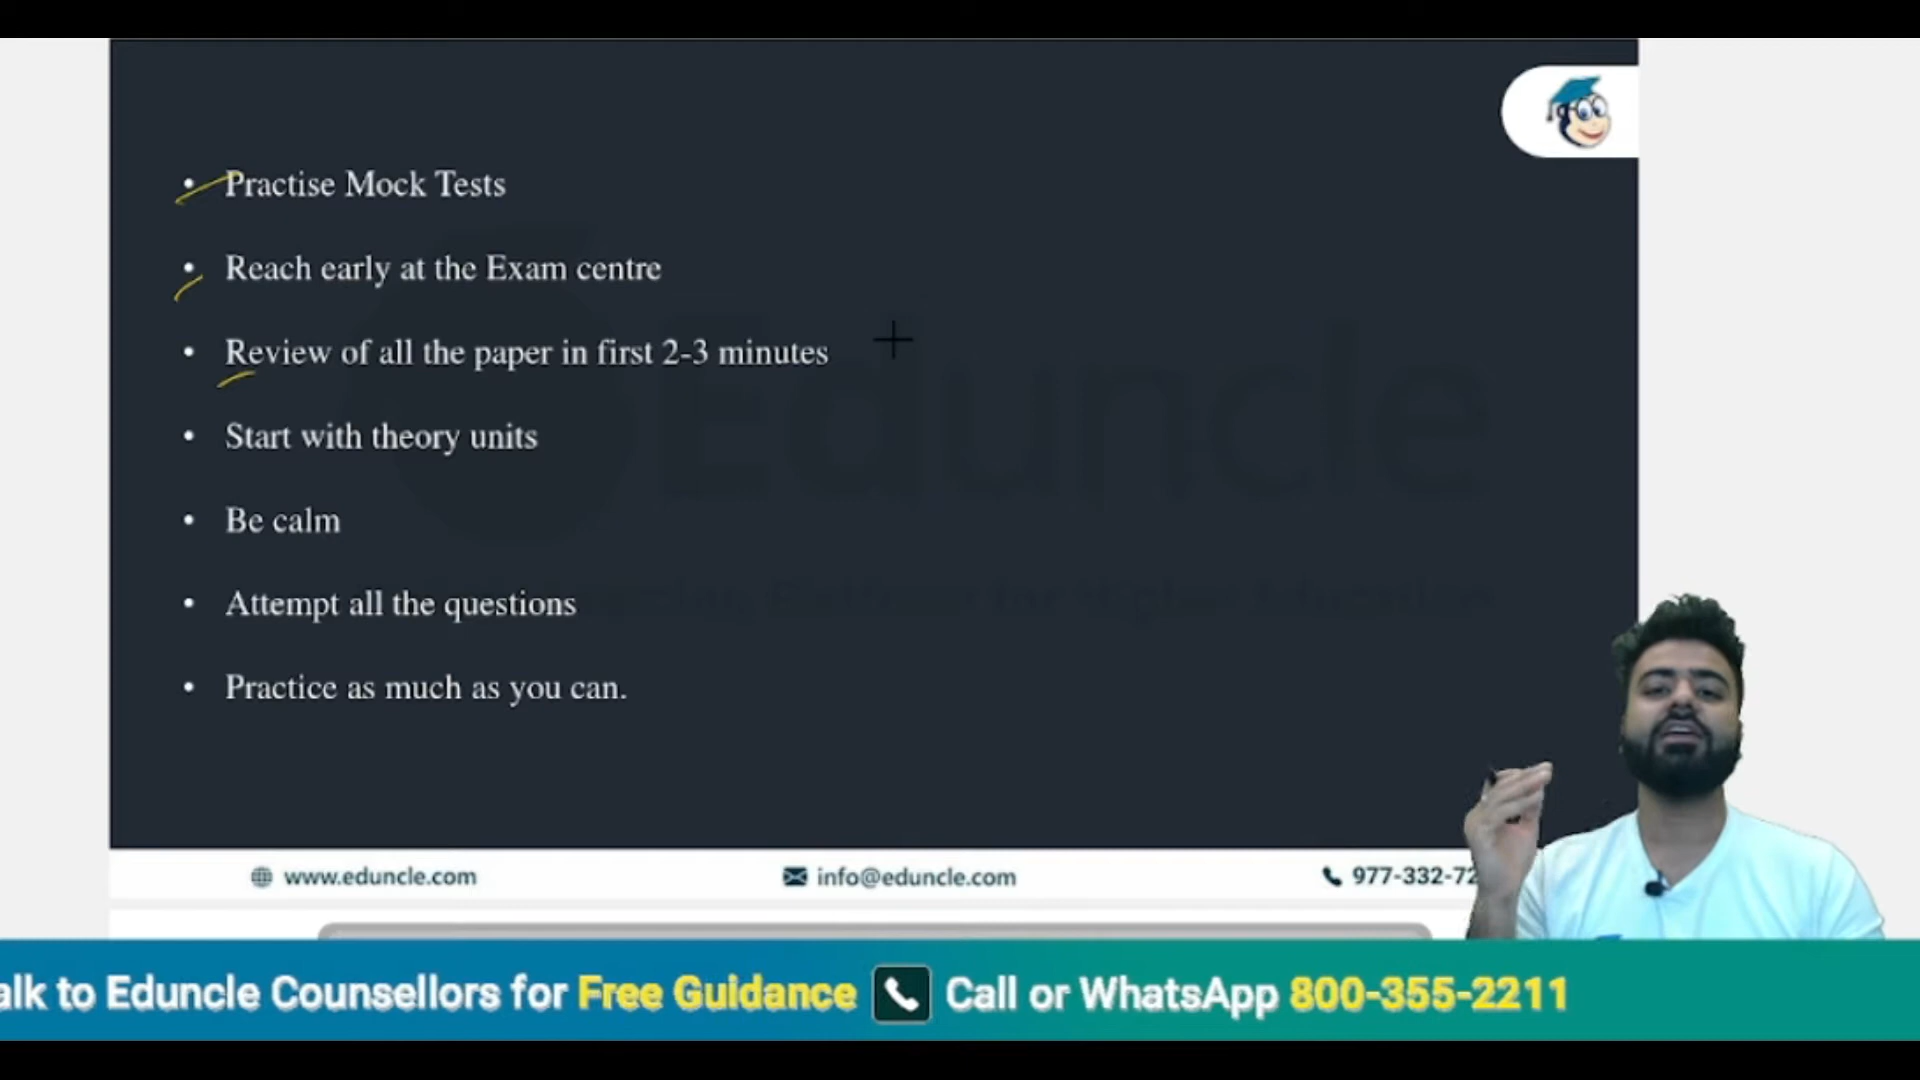 • Practise Mock Tests
• Reach early at the Exam centre
• Review of all the paper in first 2-3 minutes
• Start with theory units
• Be calm
• Attempt all the questions
• Practice as much as you can.
Eduncle
www.eduncle.com
info@eduncle.com
977-332-72
alk to Eduncle Counsellors for Free Guidance Call or WhatsApp 800-355-2211